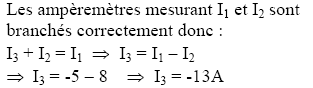 Les ampèremètres mesurant I₁ et I₂ sont
branchés correctement donc :
I₃ + I₂ = I₁ ⇒ I₃ = I₁ – I₂
⇒ I₃ = -5 – 8 ⇒ I₃ = -13A